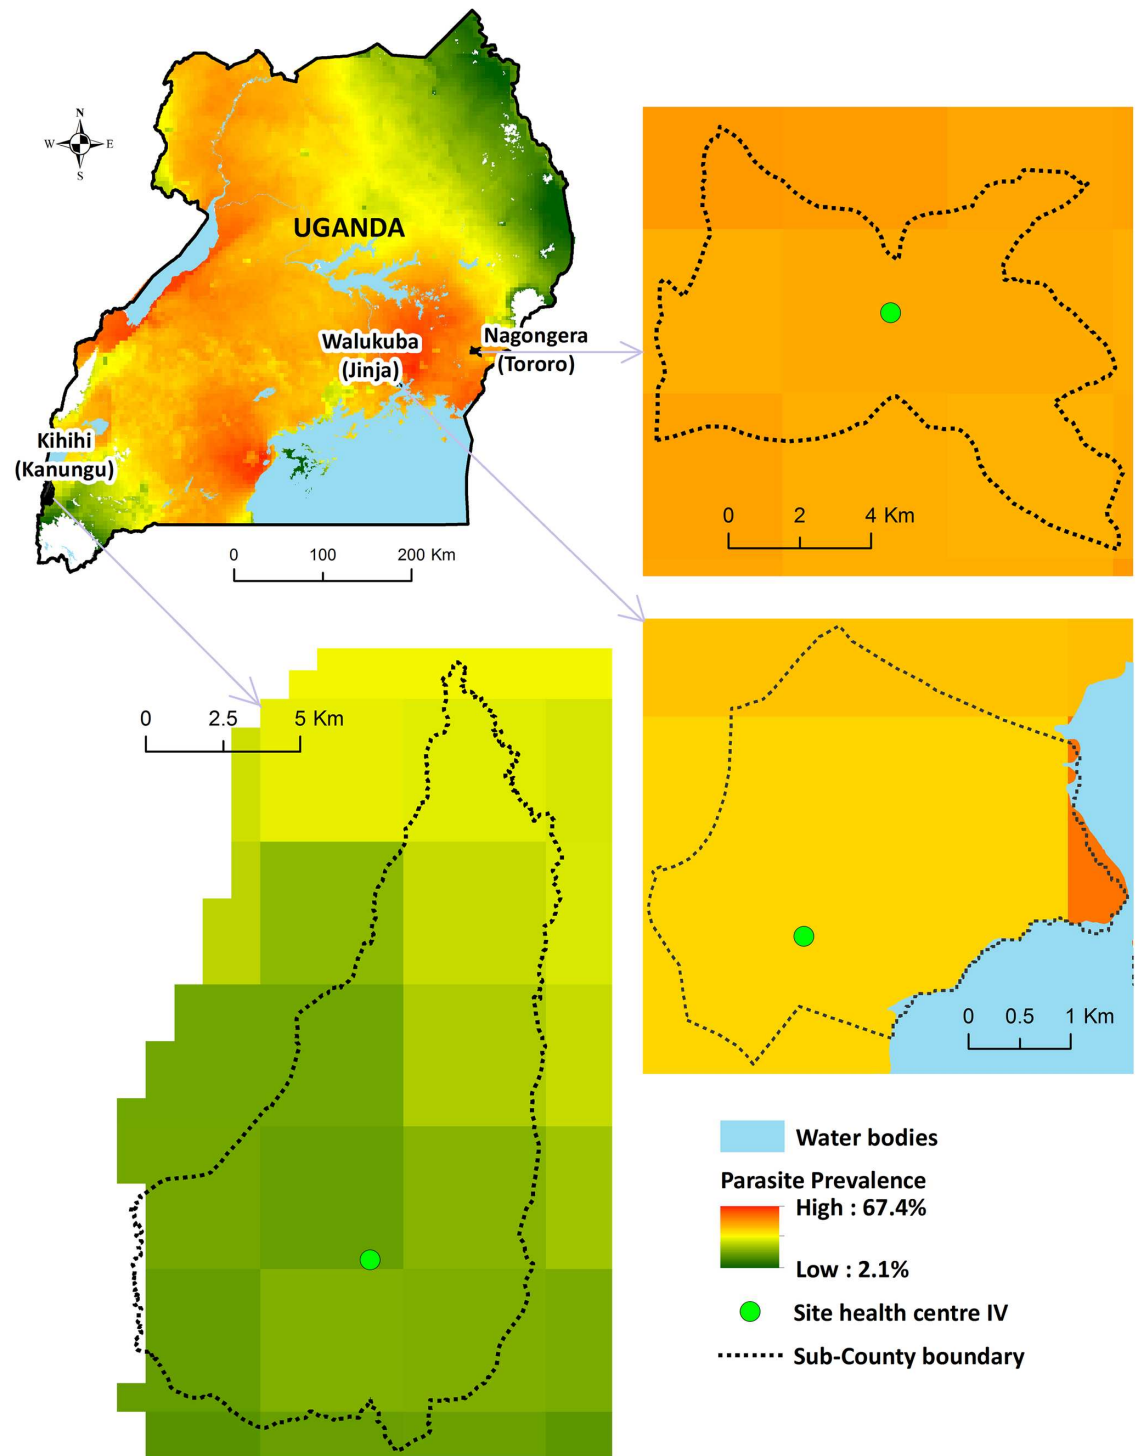 N
W E
S
UGANDA
Walukuba
(Jinja)
Nagongera
(Tororo)
Kihihi
(Kanungu)
0 100 200 Km
0 2 4 Km
0 2.5 5 Km
0 0.5 1 Km
Water bodies
Parasite Prevalence
High : 67.4%
Low : 2.1%
Site health centre IV
Sub-County boundary